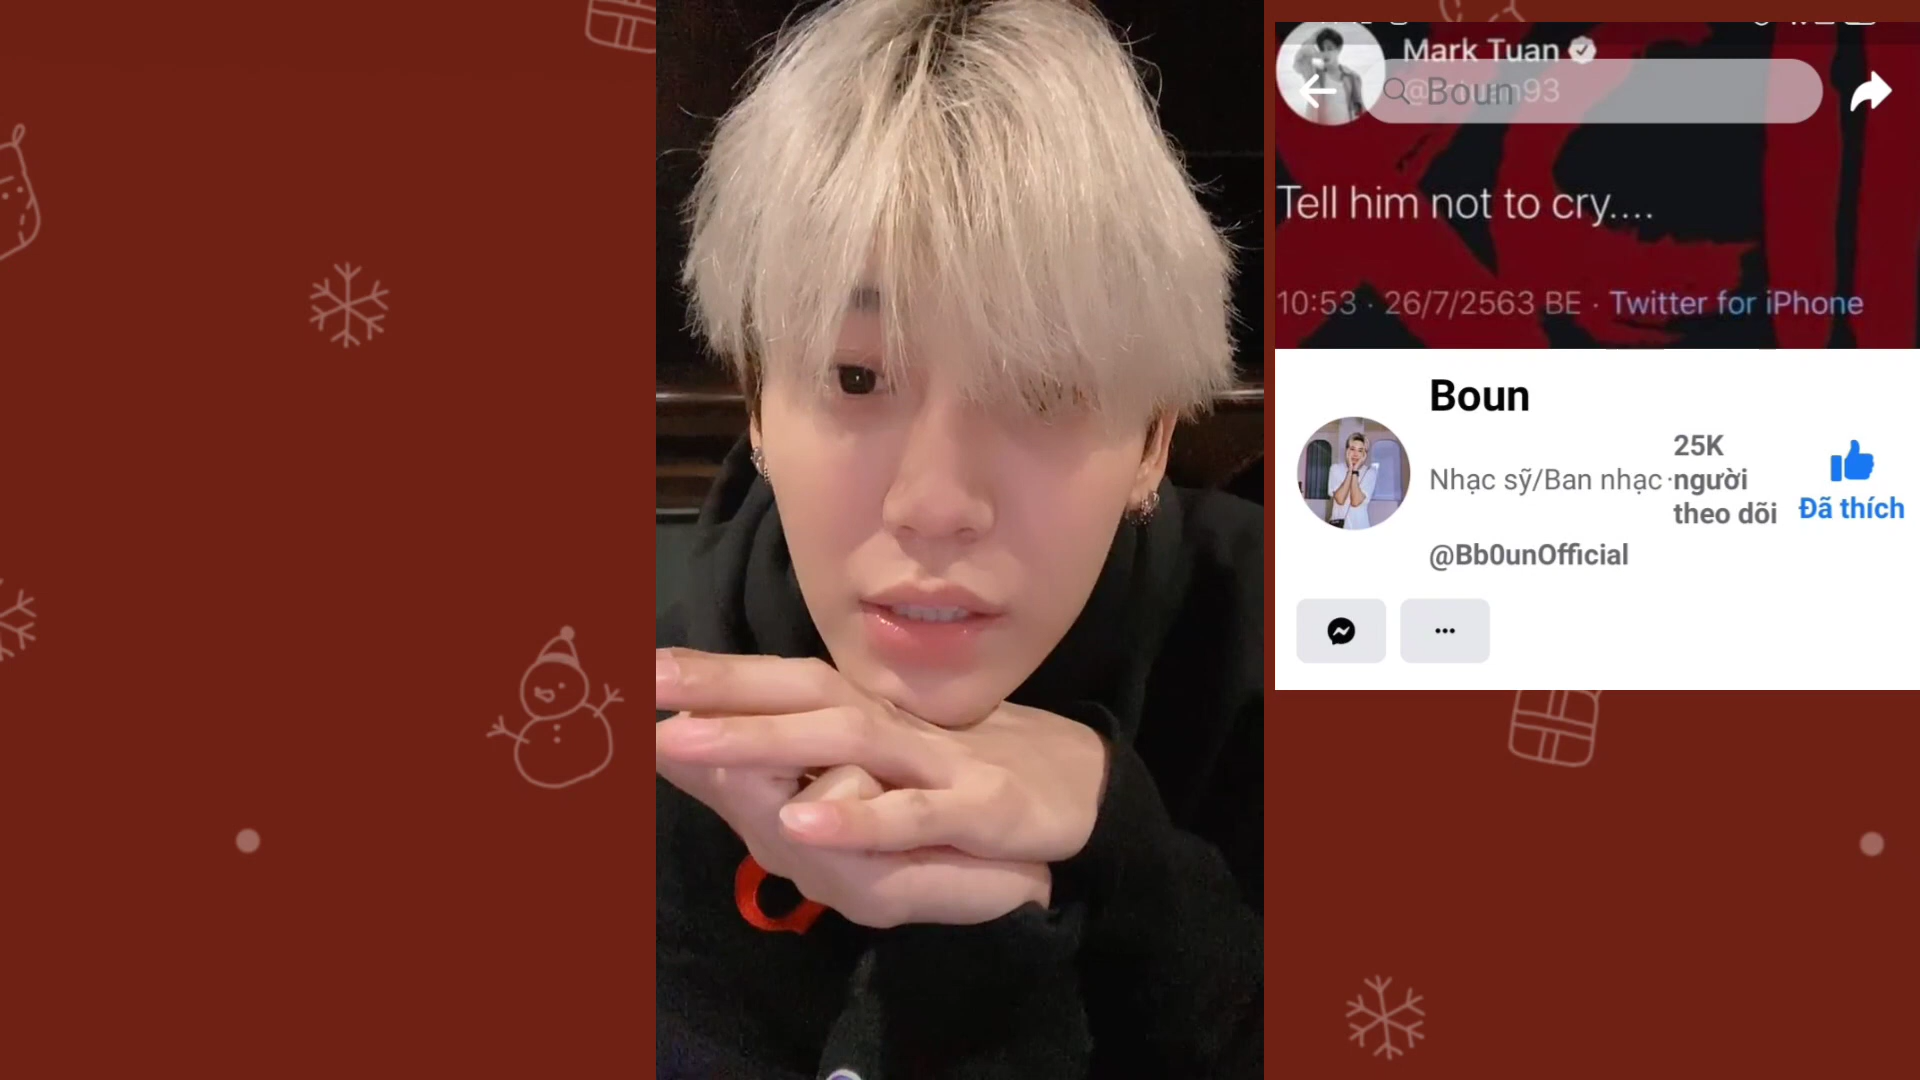 Mark Tuan
Boun
Tell him not to cry....
10:53 · 26/7/2563 BE · Twitter for iPhone
Boun
Nhạc sỹ/Ban nhạc · 25K người theo dõi
Đã thích
@Bb0unOfficial